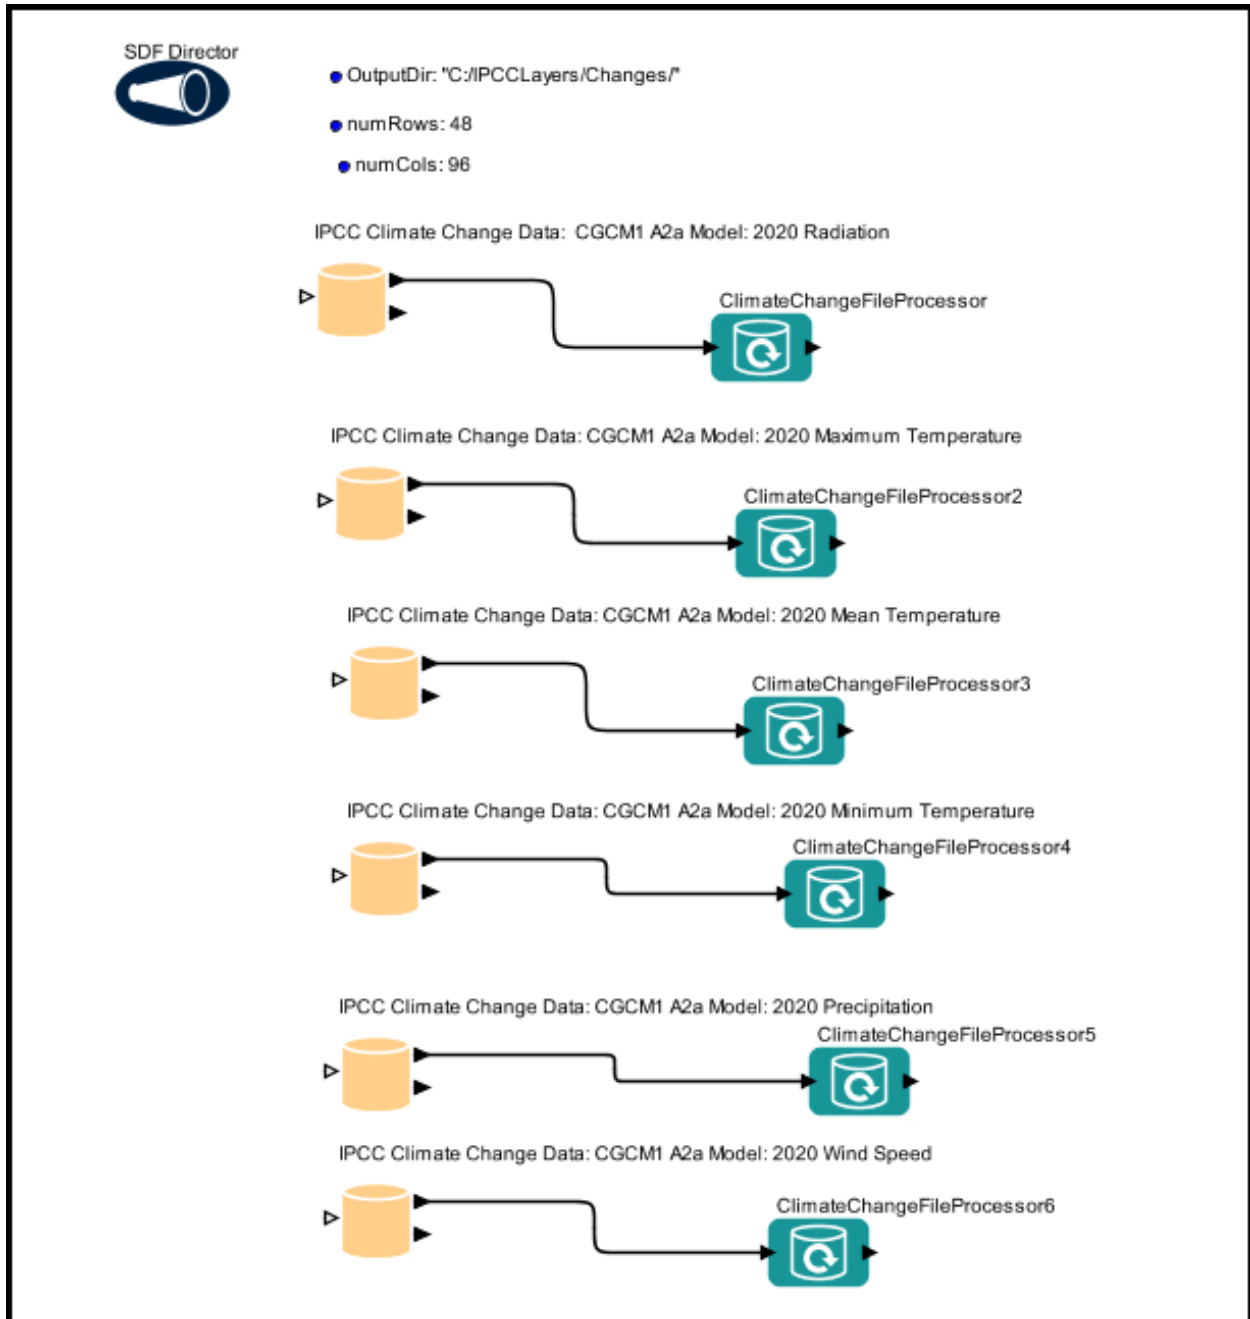 SDF Director
OutputDir: "C:/IPCCLayers/Changes/"
numRows: 48
numCols: 96
IPCC Climate Change Data: CGCM1 A2a Model: 2020 Radiation
ClimateChangeFileProcessor
IPCC Climate Change Data: CGCM1 A2a Model: 2020 Maximum Temperature
ClimateChangeFileProcessor2
IPCC Climate Change Data: CGCM1 A2a Model: 2020 Mean Temperature
ClimateChangeFileProcessor3
IPCC Climate Change Data: CGCM1 A2a Model: 2020 Minimum Temperature
ClimateChangeFileProcessor4
IPCC Climate Change Data: CGCM1 A2a Model: 2020 Precipitation
ClimateChangeFileProcessor5
IPCC Climate Change Data: CGCM1 A2a Model: 2020 Wind Speed
ClimateChangeFileProcessor6